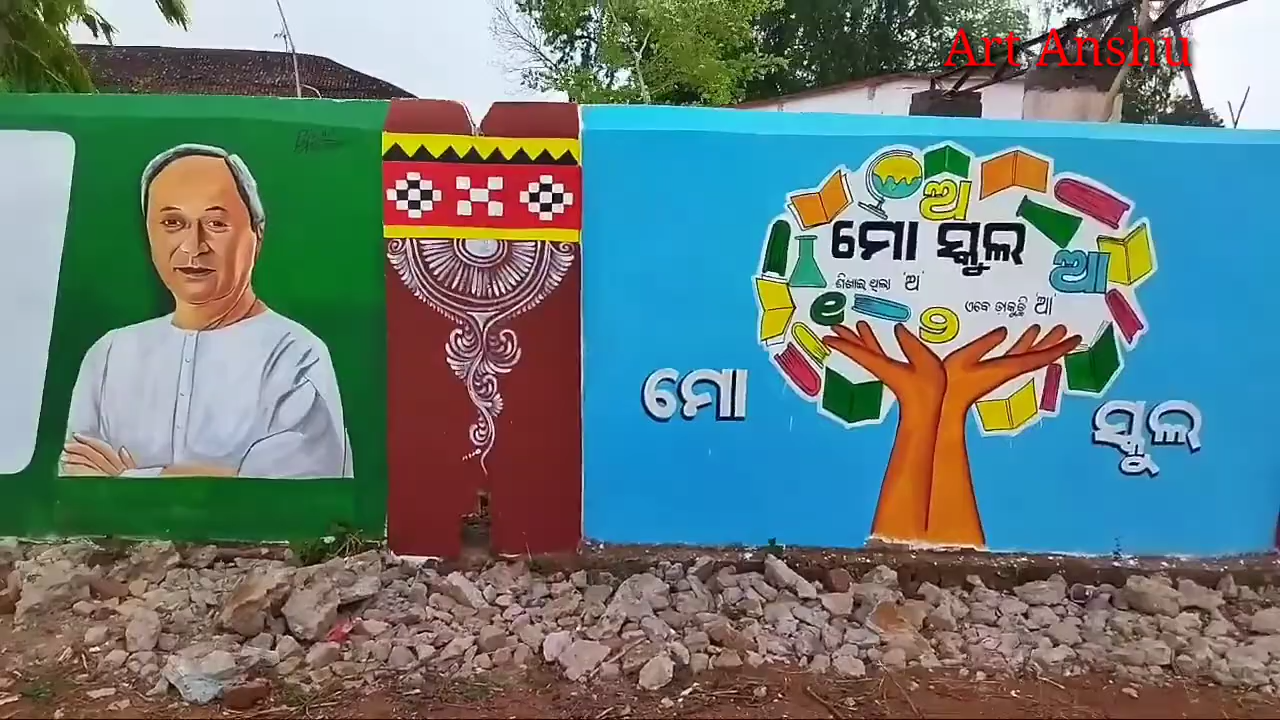 Art Anshu
ଅ
ମୋ ସ୍କୁଲ
ଆ
ଶିଖାଇ ଥିଲା 'ଅ'
ଏବେ ଡାକୁଛି 'ଆ'
ମୋ
ସ୍କୁଲ